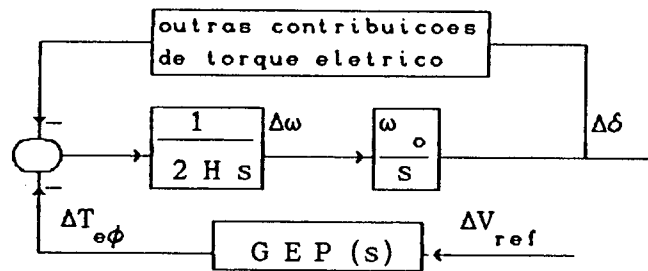 outras contribuicoes
de torque eletrico
−
1
2 H s
Δω
ω
o
s
Δδ
−
ΔT
eϕ
G E P (s)
ΔV
ref